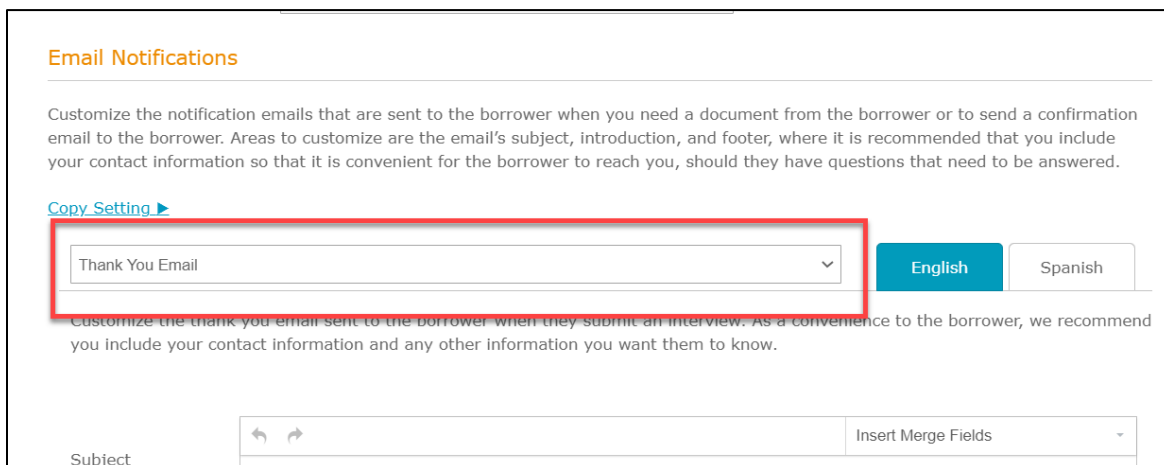 Email Notifications
Customize the notification emails that are sent to the borrower when you need a document from the borrower or to send a confirmation
email to the borrower. Areas to customize are the email's subject, introduction, and footer, where it is recommended that you include
your contact information so that it is convenient for the borrower to reach you, should they have questions that need to be answered.
Copy Setting ▶
Thank You Email
English
Spanish
Customize the thank you email sent to the borrower when they submit an interview. As a convenience to the borrower, we recommend
you include your contact information and any other information you want them to know.
Insert Merge Fields
Subject